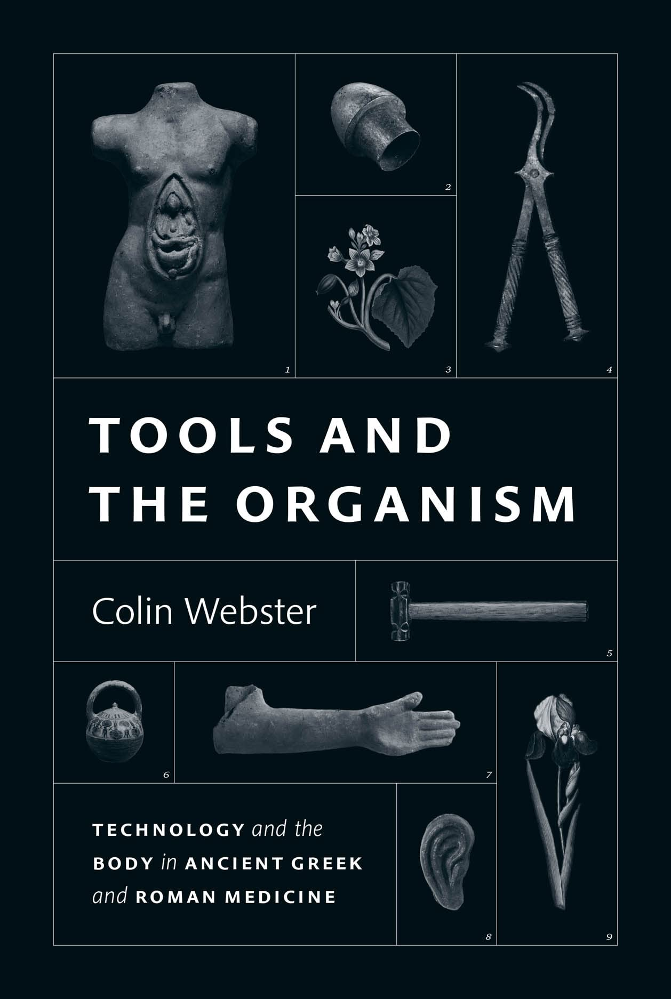 2
1
3
4
TOOLS AND
THE ORGANISM
Colin Webster
5
6
7
TECHNOLOGY and the
BODY in ANCIENT GREEK
and ROMAN MEDICINE
8
9